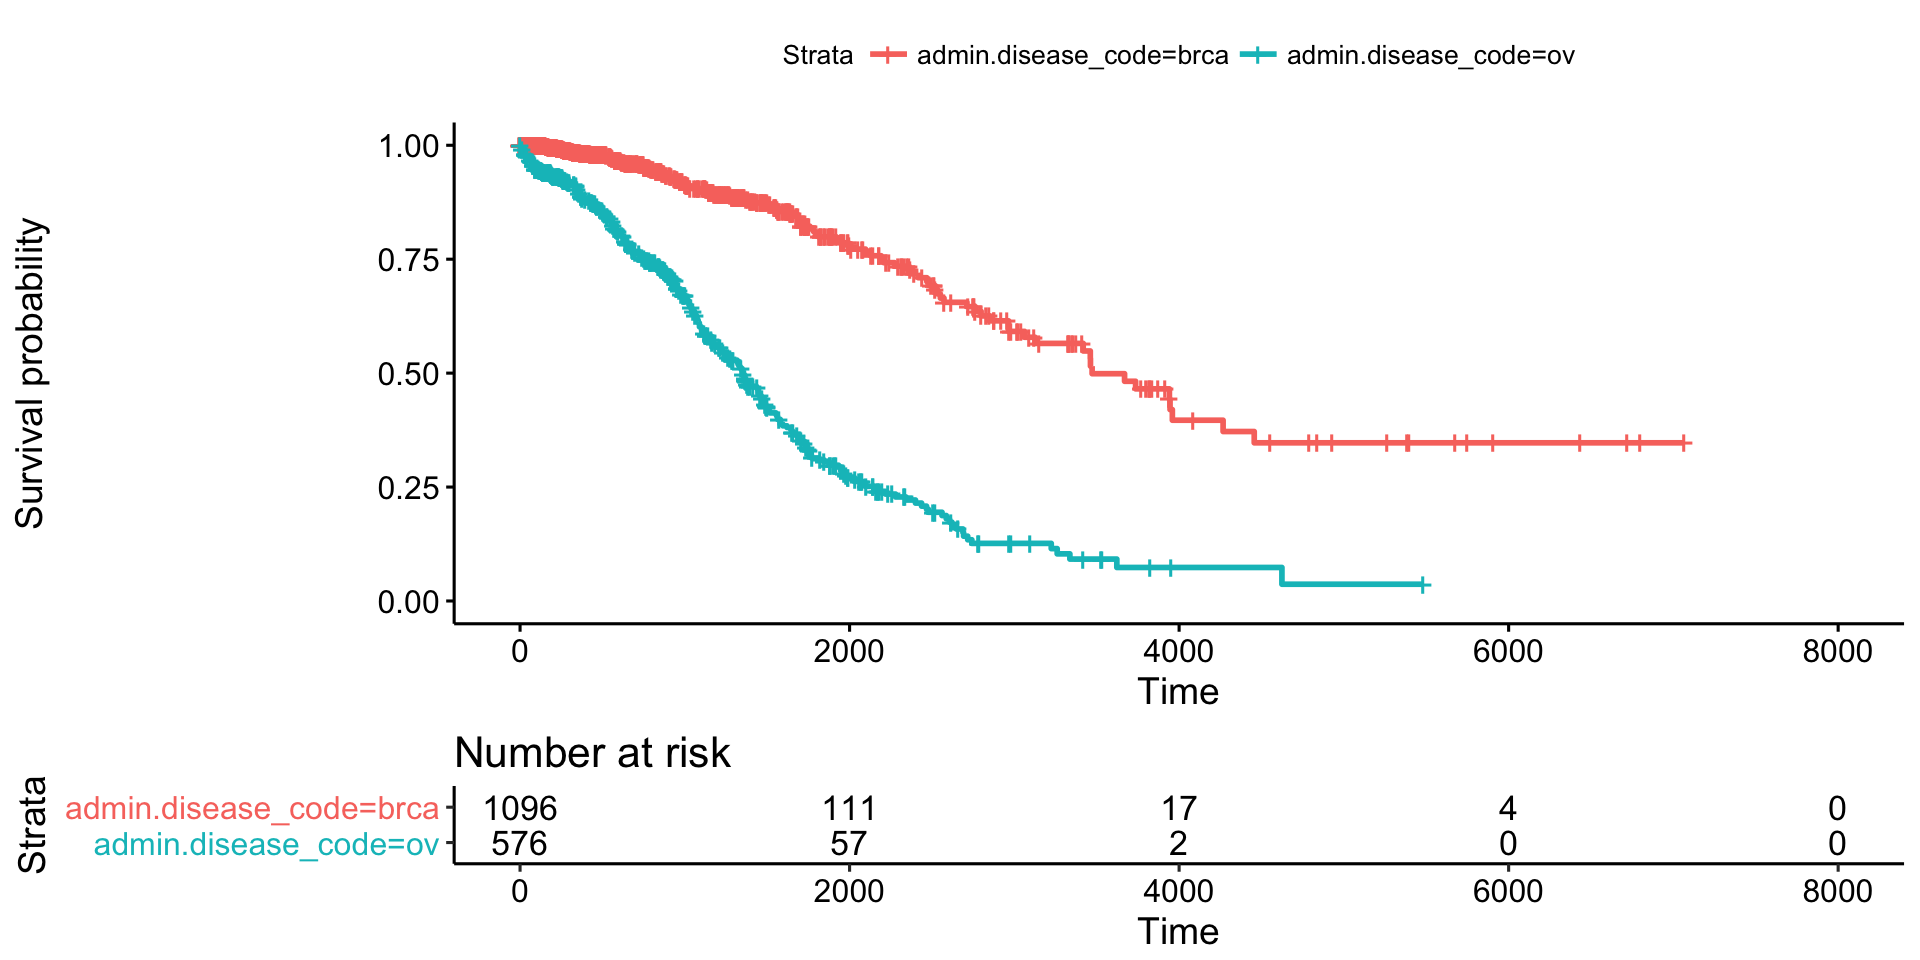 Strata admin.disease_code=brca admin.disease_code=ov
Survival probability
1.00
0.75
0.50
0.25
0.00
0 2000 4000 6000 8000
Time
Number at risk
Strata
admin.disease_code=brca 1096 111 17 4 0
admin.disease_code=ov 576 57 2 0 0
0 2000 4000 6000 8000
Time